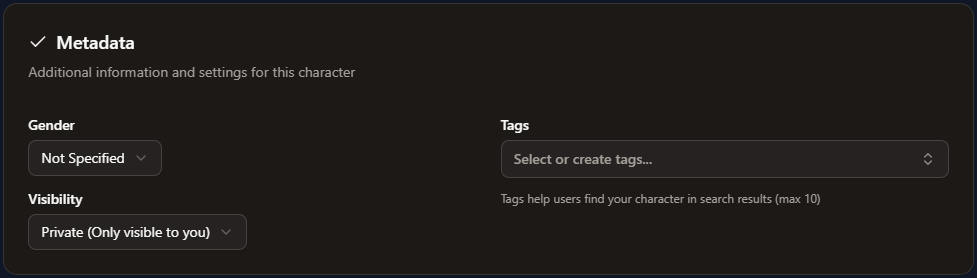 Metadata
Additional information and settings for this character
Gender
Not Specified
Visibility
Private (Only visible to you)
Tags
Select or create tags...
Tags help users find your character in search results (max 10)